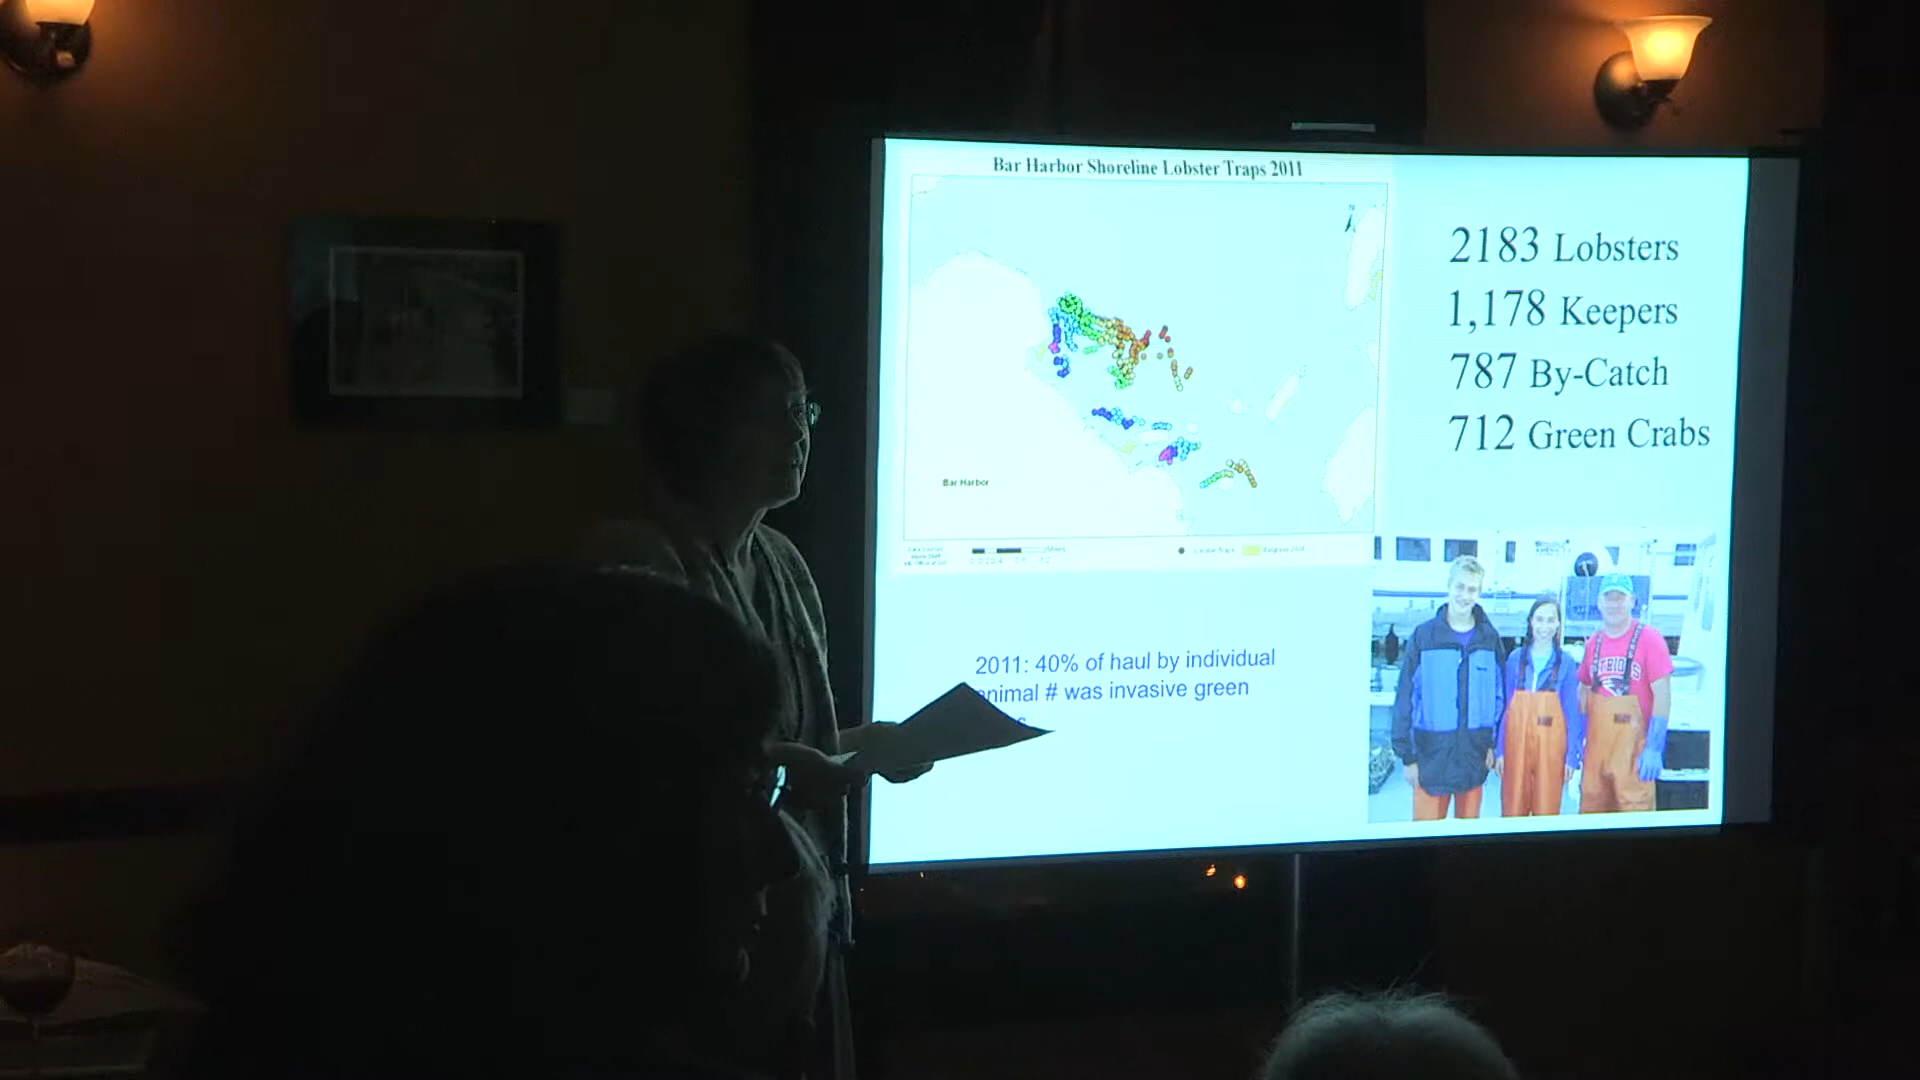 Bar Harbor Shoreline Lobster Traps 2011
2183 Lobsters
1,178 Keepers
787 By-Catch
712 Green Crabs
Bar Harbor
2011: 40% of haul by individual
animal # was invasive green